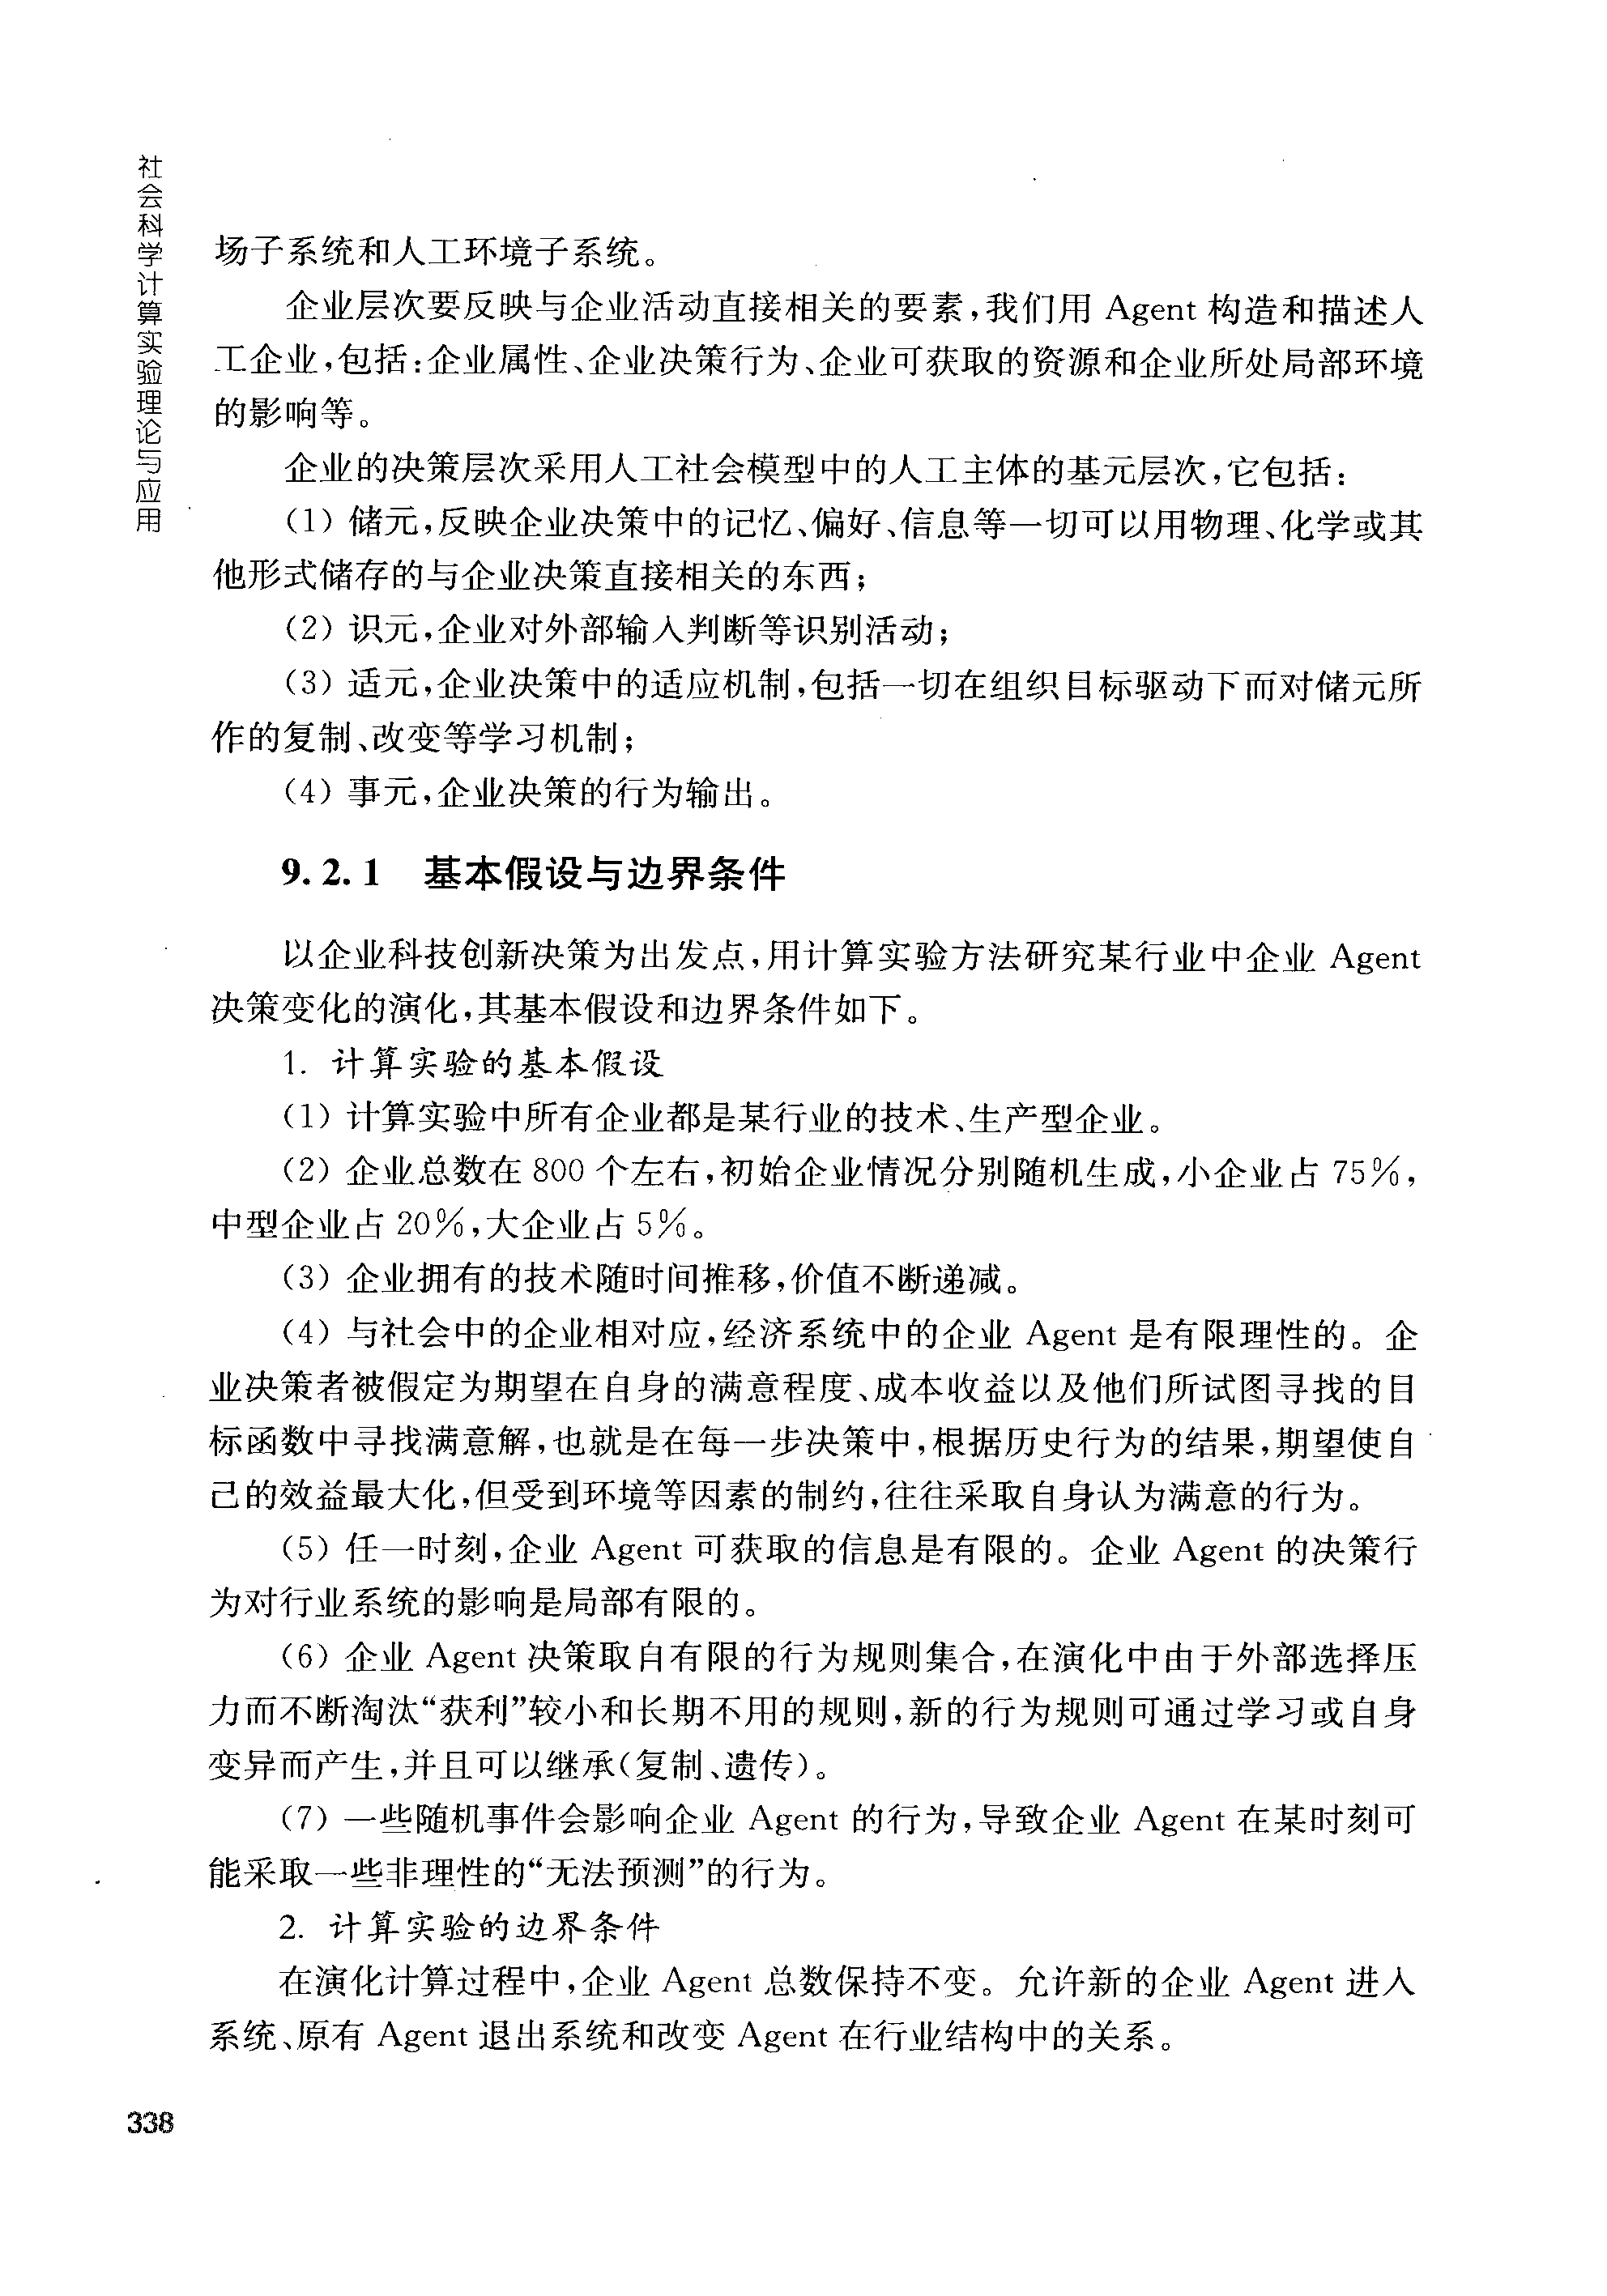 社会科学计算实验理论与应用
场子系统和人工环境子系统。
企业层次要反映与企业活动直接相关的要素,我们用 Agent 构造和描述人
工企业,包括:企业属性、企业决策行为、企业可获取的资源和企业所处局部环境
的影响等。
企业的决策层次采用人工社会模型中的人工主体的基元层次,它包括:
(1) 储元,反映企业决策中的记忆、偏好、信息等一切可以用物理、化学或其
他形式储存的与企业决策直接相关的东西;
(2) 识元,企业对外部输入判断等识别活动;
(3) 适元,企业决策中的适应机制,包括一切在组织目标驱动下而对储元所
作的复制、改变等学习机制;
(4) 事元,企业决策的行为输出。
9.2.1 基本假设与边界条件
以企业科技创新决策为出发点,用计算实验方法研究某行业中企业 Agent
决策变化的演化,其基本假设和边界条件如下。
1. 计算实验的基本假设
(1) 计算实验中所有企业都是某行业的技术、生产型企业。
(2) 企业总数在 800 个左右,初始企业情况分别随机生成,小企业占 75%,
中型企业占 20%,大企业占 5%。
(3) 企业拥有的技术随时间推移,价值不断递减。
(4) 与社会中的企业相对应,经济系统中的企业 Agent 是有限理性的。企
业决策者被假定为期望在自身的满意程度、成本收益以及他们所试图寻找的目
标函数中寻找满意解,也就是在每一步决策中,根据历史行为的结果,期望使自
己的效益最大化,但受到环境等因素的制约,往往采取自身认为满意的行为。
(5) 任一时刻,企业 Agent 可获取的信息是有限的。企业 Agent 的决策行
为对行业系统的影响是局部有限的。
(6) 企业 Agent 决策取自有限的行为规则集合,在演化中由于外部选择压
力而不断淘汰“获利”较小和长期不用的规则,新的行为规则可通过学习或自身
变异而产生,并且可以继承(复制、遗传)。
(7) 一些随机事件会影响企业 Agent 的行为,导致企业 Agent 在某时刻可
能采取一些非理性的“无法预测”的行为。
2. 计算实验的边界条件
在演化计算过程中,企业 Agent 总数保持不变。允许新的企业 Agent 进入
系统、原有 Agent 退出系统和改变 Agent 在行业结构中的关系。
338